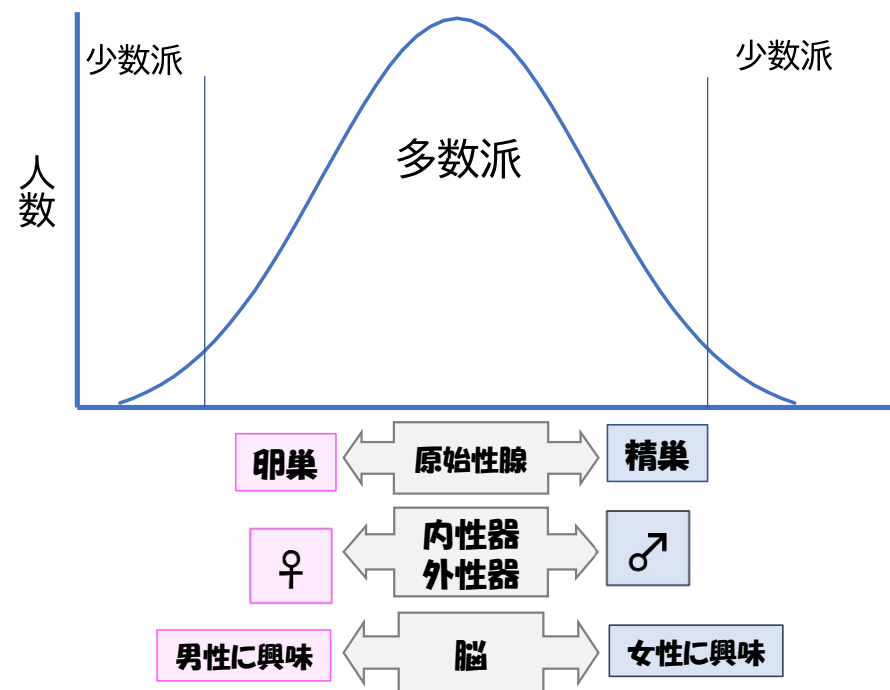 少数派
少数派
多数派
人数
卵巣
原始性腺
精巣
♀
内性器
外性器
♂
男性に興味
脳
女性に興味